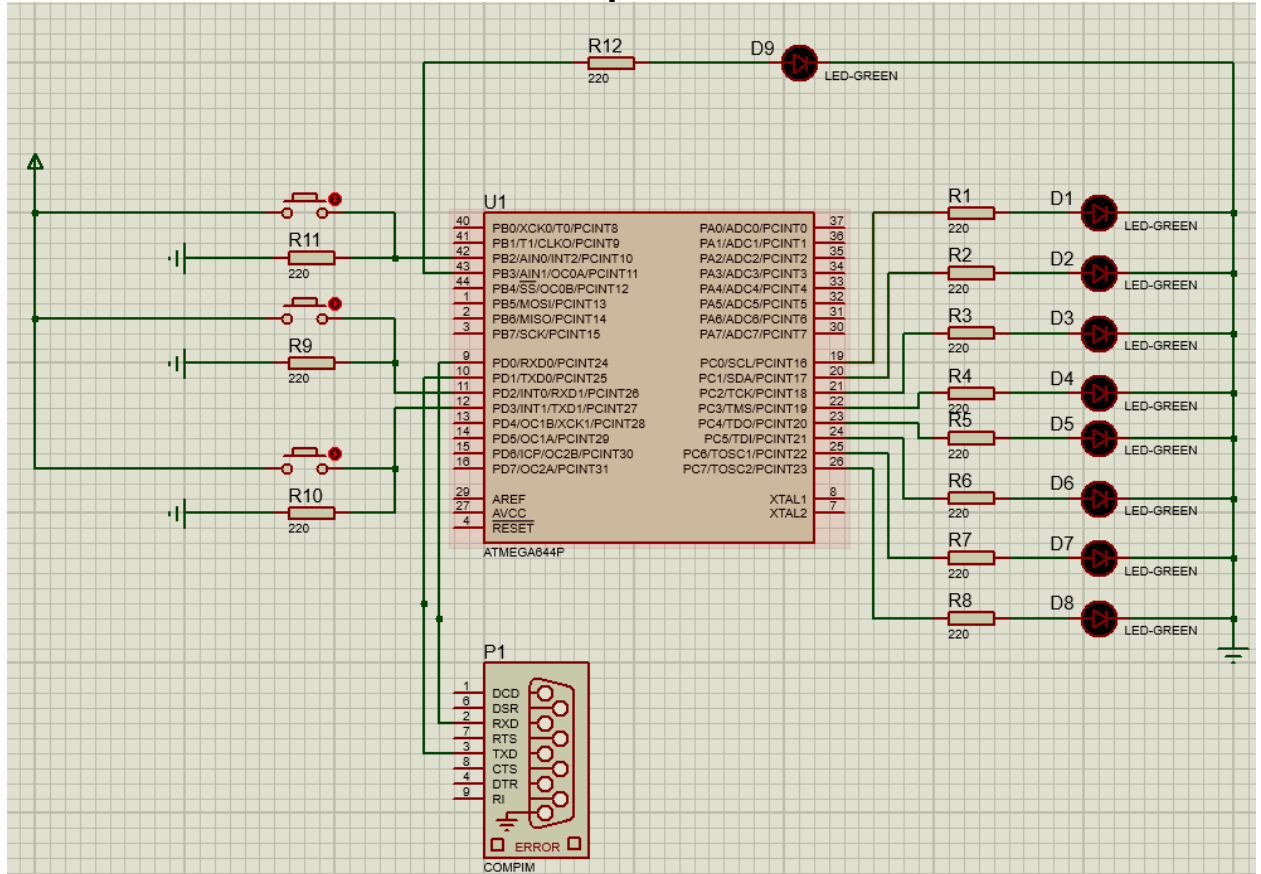 R12
220
D9
LED-GREEN
R11
220
R9
220
R10
220
U1
40 PB0/XCK0/T0/PCINT8
41 PB1/T1/CLKO/PCINT9
42 PB2/AIN0/INT2/PCINT10
43 PB3/AIN1/OC0A/PCINT11
44 PB4/SS/OC0B/PCINT12
1 PB5/MOSI/PCINT13
2 PB6/MISO/PCINT14
3 PB7/SCK/PCINT15
9 PD0/RXD0/PCINT24
10 PD1/TXD0/PCINT25
11 PD2/INT0/RXD1/PCINT26
12 PD3/INT1/TXD1/PCINT27
13 PD4/OC1B/XCK1/PCINT28
14 PD5/OC1A/PCINT29
15 PD6/ICP/OC2B/PCINT30
16 PD7/OC2A/PCINT31
29 AREF
27 AVCC
4 RESET
PA0/ADC0/PCINT0 37
PA1/ADC1/PCINT1 36
PA2/ADC2/PCINT2 35
PA3/ADC3/PCINT3 34
PA4/ADC4/PCINT4 33
PA5/ADC5/PCINT5 32
PA6/ADC6/PCINT6 31
PA7/ADC7/PCINT7 30
PC0/SCL/PCINT16 19
PC1/SDA/PCINT17 20
PC2/TCK/PCINT18 21
PC3/TMS/PCINT19 22
PC4/TDO/PCINT20 23
PC5/TDI/PCINT21 24
PC6/TOSC1/PCINT22 25
PC7/TOSC2/PCINT23 26
XTAL1 8
XTAL2 7
ATMEGA644P
R1
220
D1
LED-GREEN
R2
220
D2
LED-GREEN
R3
220
D3
LED-GREEN
R4
220
D4
LED-GREEN
R5
220
D5
LED-GREEN
R6
220
D6
LED-GREEN
R7
220
D7
LED-GREEN
R8
220
D8
LED-GREEN
P1
1 DCD
6 DSR
2 RXD
7 RTS
3 TXD
8 CTS
4 DTR
9 RI
ERROR
COMPIM